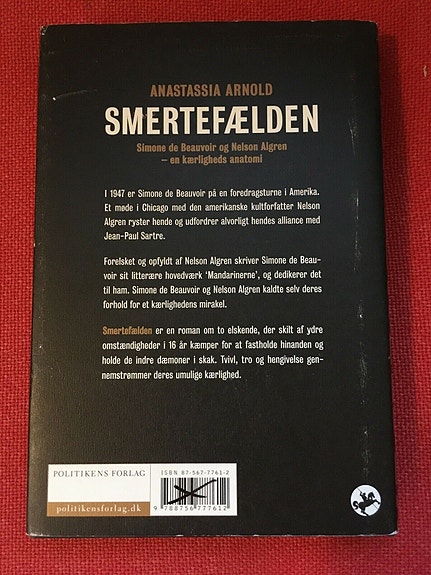 ANASTASSIA ARNOLD
SMERTEFÆLDEN
Simone de Beauvoir og Nelson Algren
– en kærligheds anatomi
I 1947 er Simone de Beauvoir på en foredragsturne i Amerika.
Et møde i Chicago med den amerikanske kultforfatter Nelson
Algren ryster hende og udfordrer alvorligt hendes alliance med
Jean-Paul Sartre.
Forelsket og opfyldt af Nelson Algren skriver Simone de Beau-
voir sit litterære hovedværk ‘Mandarinerne’, og dedikerer det
til ham. Simone de Beauvoir og Nelson Algren kaldte selv deres
forhold for et kærlighedens mirakel.
Smertefælden er en roman om to elskende, der skilt af ydre
omstændigheder i 16 år kæmper for at fastholde hinanden og
holde de indre dæmoner i skak. Tvivl, tro og hengivelse gen-
nemstrømmer deres umulige kærlighed.
POLITIKENS FORLAG
politikensforlag.dk
ISBN 87-567-7761-2
9 788756 777612